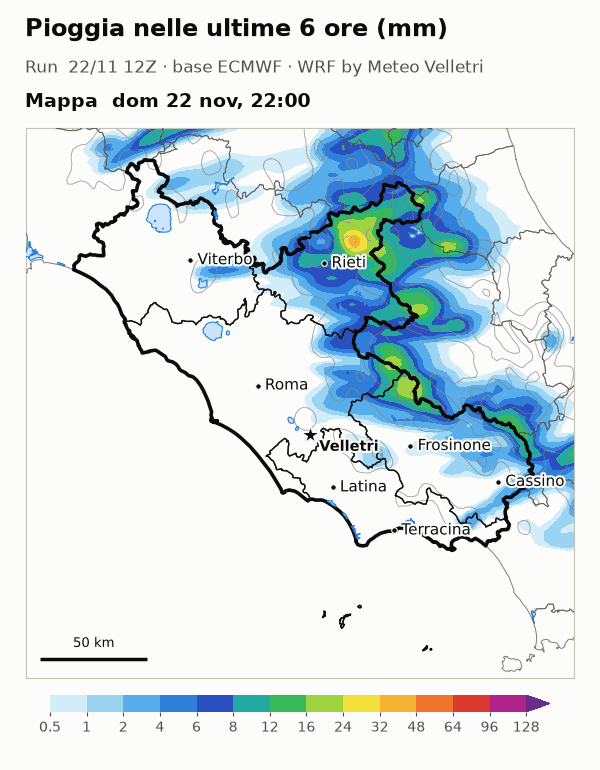 Pioggia nelle ultime 6 ore (mm)
Run  22/11 12Z · base ECMWF · WRF by Meteo Velletri
Mappa  dom 22 nov, 22:00
Viterbo
Rieti
Roma
Velletri
Frosinone
Latina
Cassino
Terracina
50 km
0.5 1 2 4 6 8 12 16 24 32 48 64 96 128